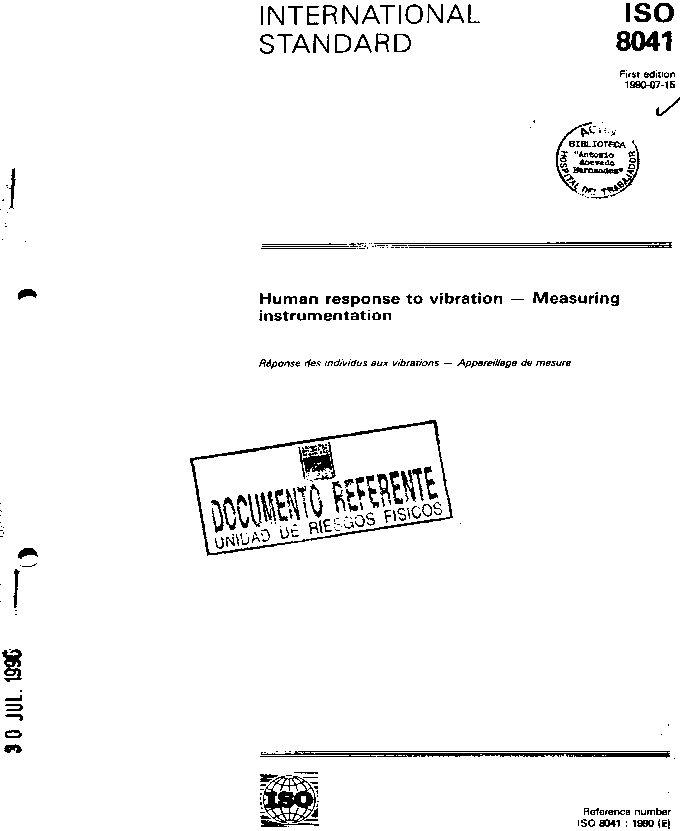 INTERNATIONAL
STANDARD
ISO
8041
First edition
1990-07-15
BIBLIOTECA
"Antonio
Acevedo
Hernandez"
HOSPITAL DEL TRABAJADOR
Human response to vibration — Measuring
instrumentation
Réponse des individus aux vibrations — Appareillage de mesure
DOCUMENTO REFERENTE
UNIDAD DE RIESGOS FISICOS
30 JUL. 1996
ISO
Reference number
ISO 8041 : 1990 (E)